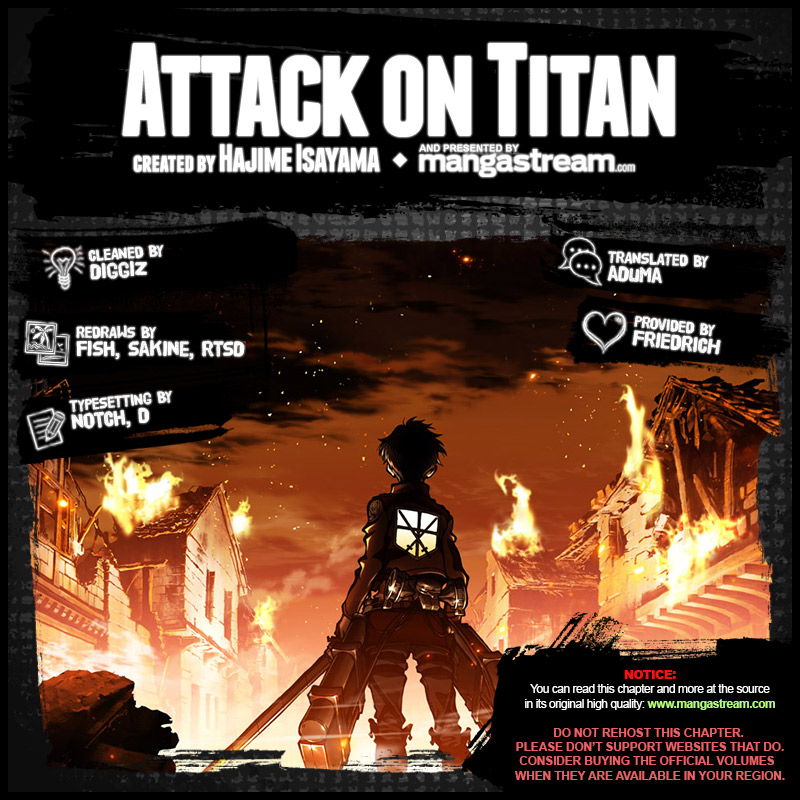 ATTACK ON TITAN
CREATED BY HAJIME ISAYAMA ◆ AND PRESENTED BY mangastream.com
CLEANED BY
DIGGIZ
REDRAWS BY
FISH, SAKINE, RTSD
TYPESETTING BY
NOTCH, D
TRANSLATED BY
ADUMA
PROVIDED BY
FRIEDRICH
NOTICE:
You can read this chapter and more at the source
in its original high quality: www.mangastream.com
DO NOT REHOST THIS CHAPTER.
PLEASE DON'T SUPPORT WEBSITES THAT DO.
CONSIDER BUYING THE OFFICIAL VOLUMES
WHEN THEY ARE AVAILABLE IN YOUR REGION.